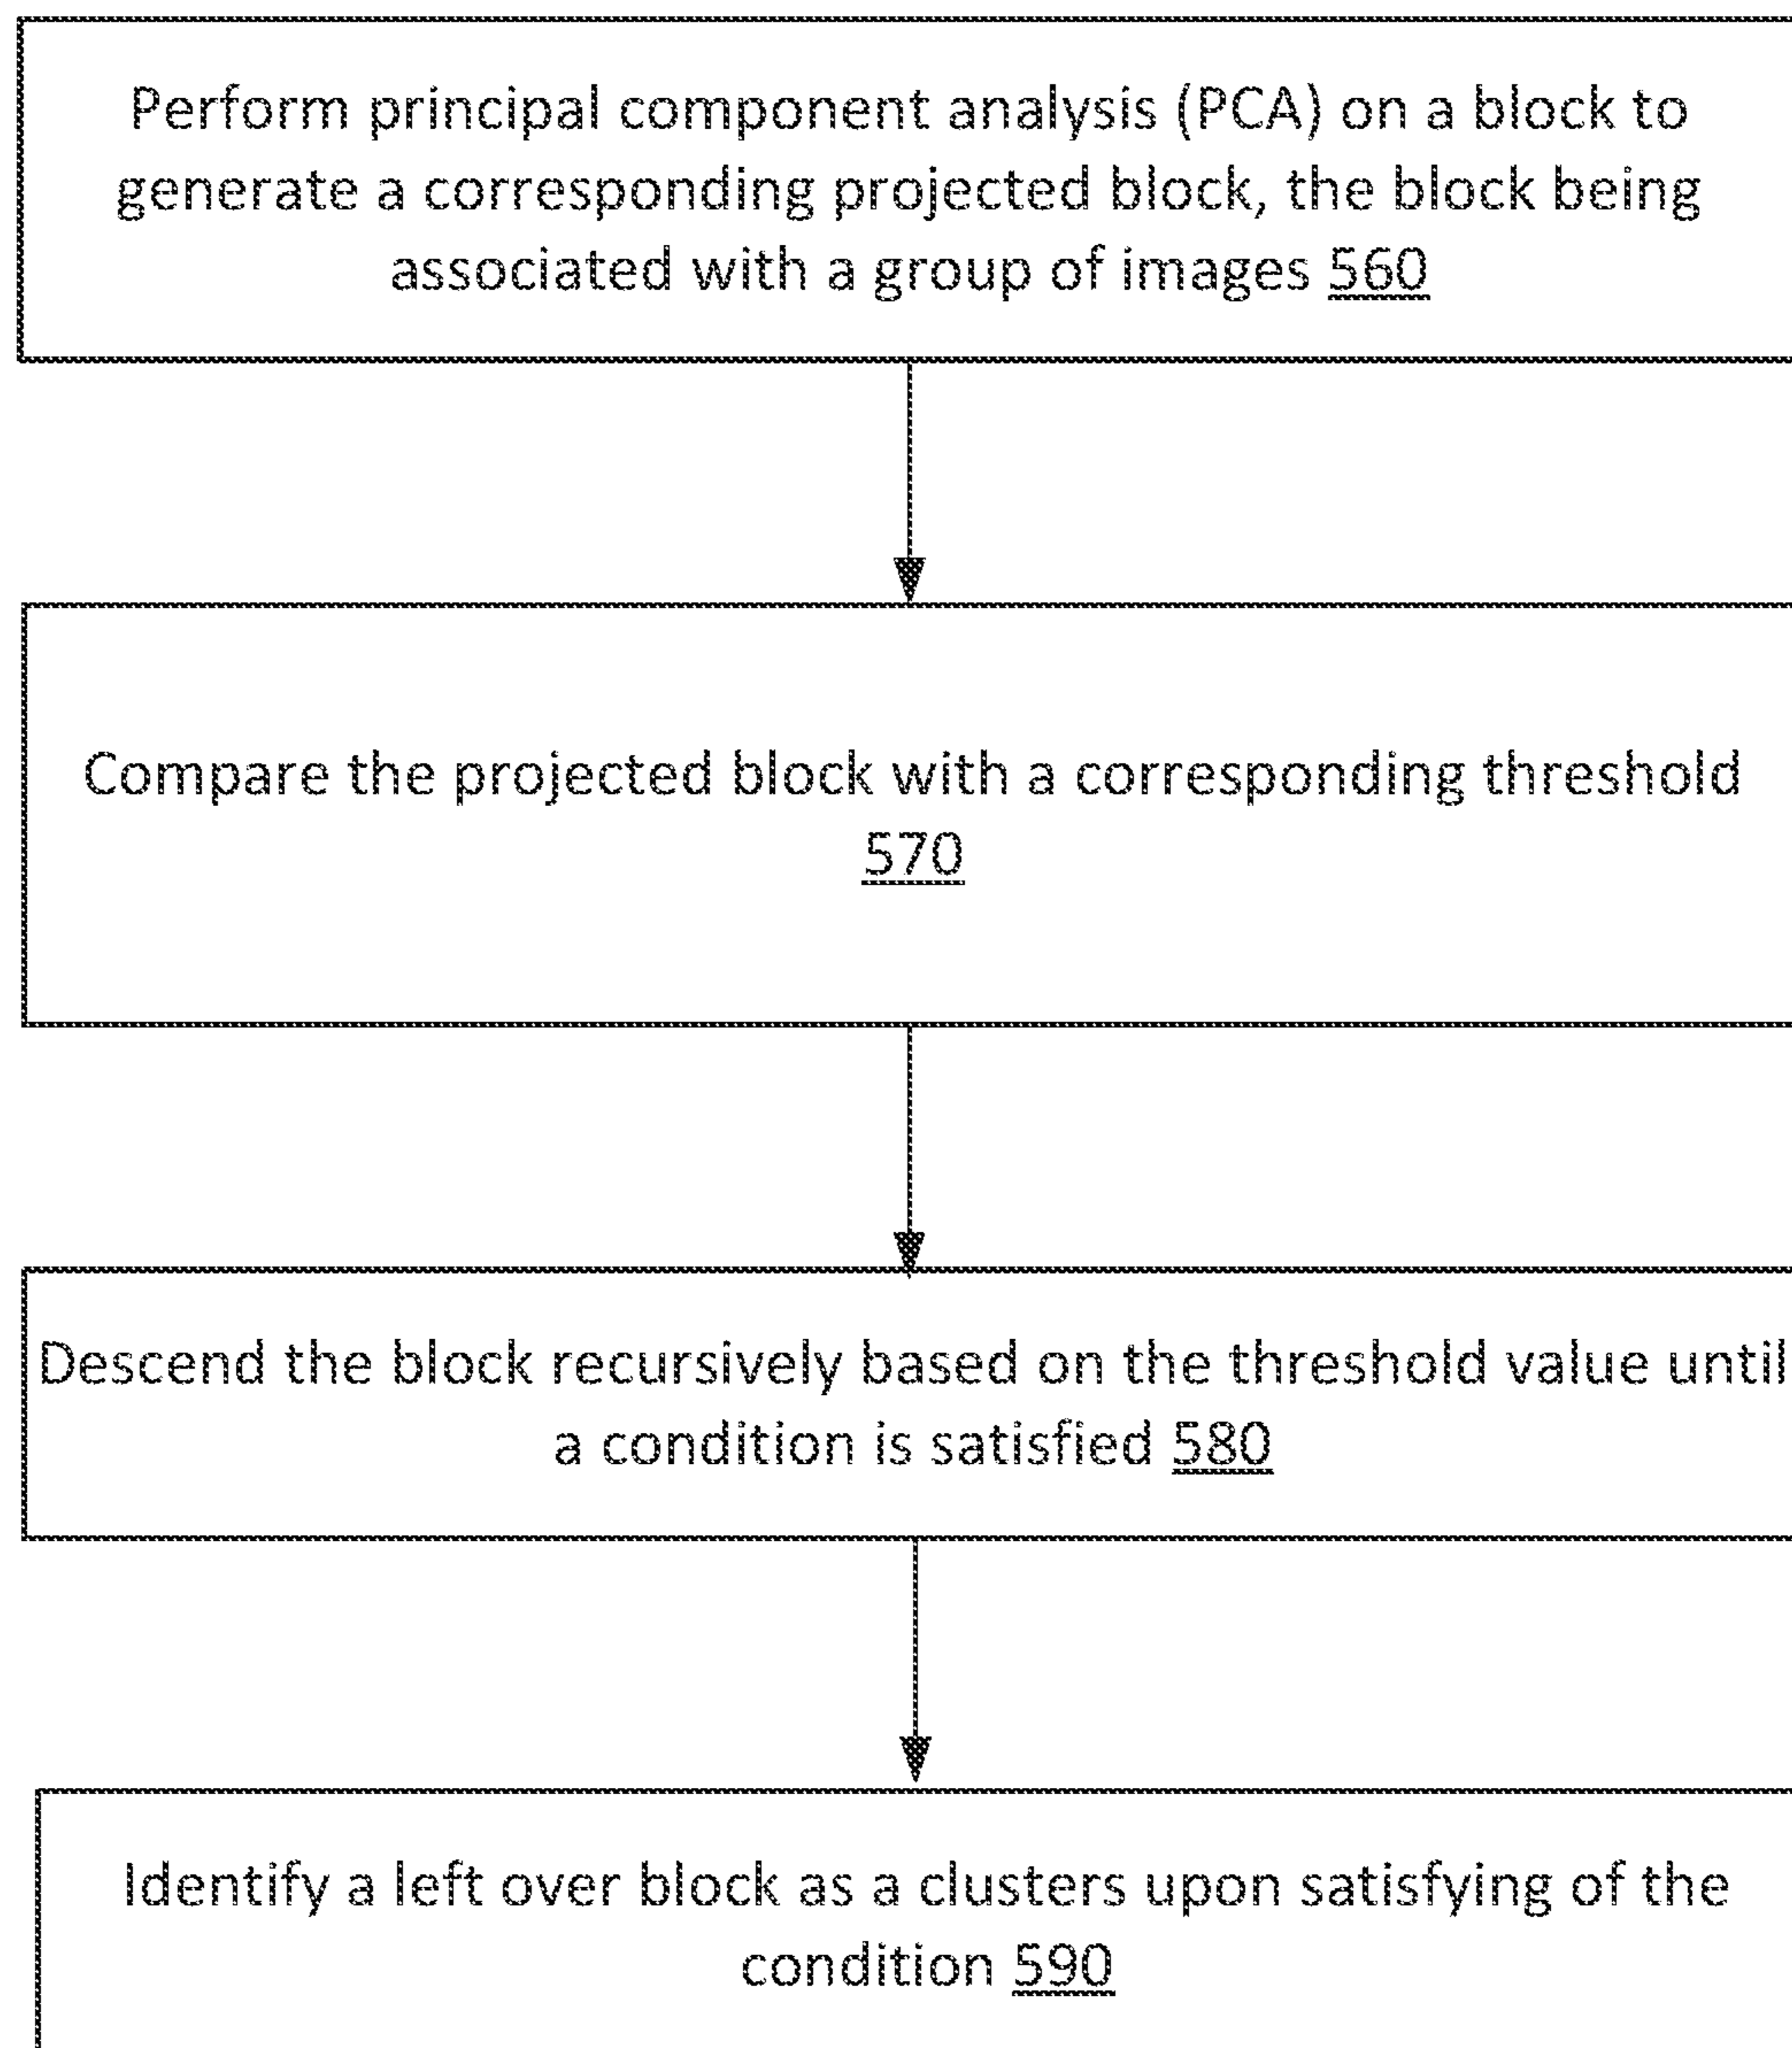 Perform principal component analysis (PCA) on a block to
generate a corresponding projected block, the block being
associated with a group of images 560
Compare the projected block with a corresponding threshold
570
Descend the block recursively based on the threshold value until
a condition is satisfied 580
Identify a left over block as a clusters upon satisfying of the
condition 590